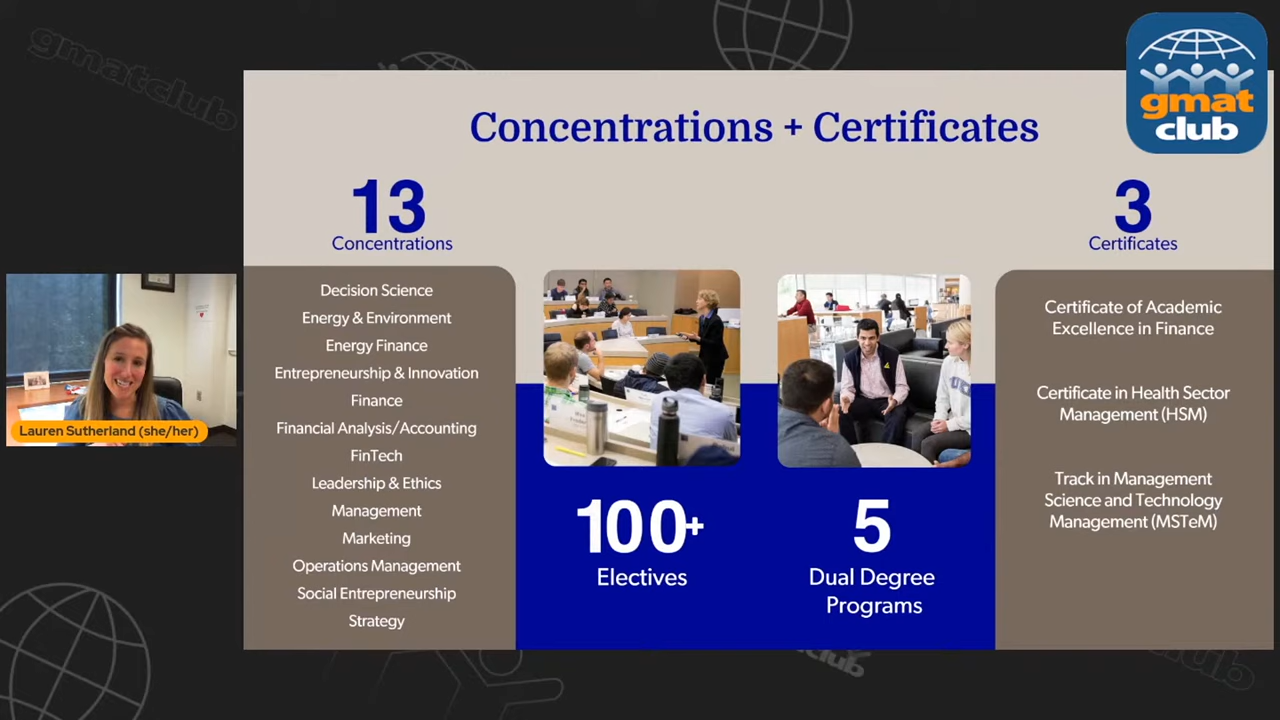 gmatclub
gmat
club
Concentrations + Certificates
13
Concentrations
Decision Science
Energy & Environment
Energy Finance
Entrepreneurship & Innovation
Finance
Financial Analysis/Accounting
FinTech
Leadership & Ethics
Management
Marketing
Operations Management
Social Entrepreneurship
Strategy
100+
Electives
5
Dual Degree
Programs
3
Certificates
Certificate of Academic
Excellence in Finance
Certificate in Health Sector
Management (HSM)
Track in Management
Science and Technology
Management (MSTeM)
Lauren Sutherland (she/her)
club